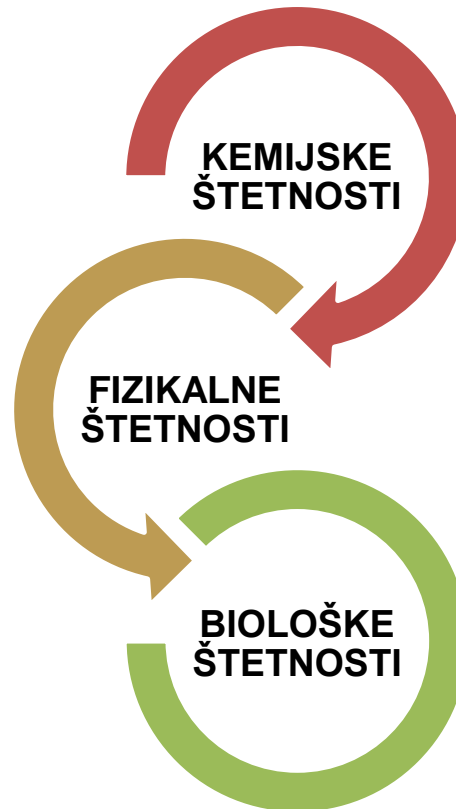 KEMIJSKE
ŠTETNOSTI
FIZIKALNE
ŠTETNOSTI
BIOLOŠKE
ŠTETNOSTI